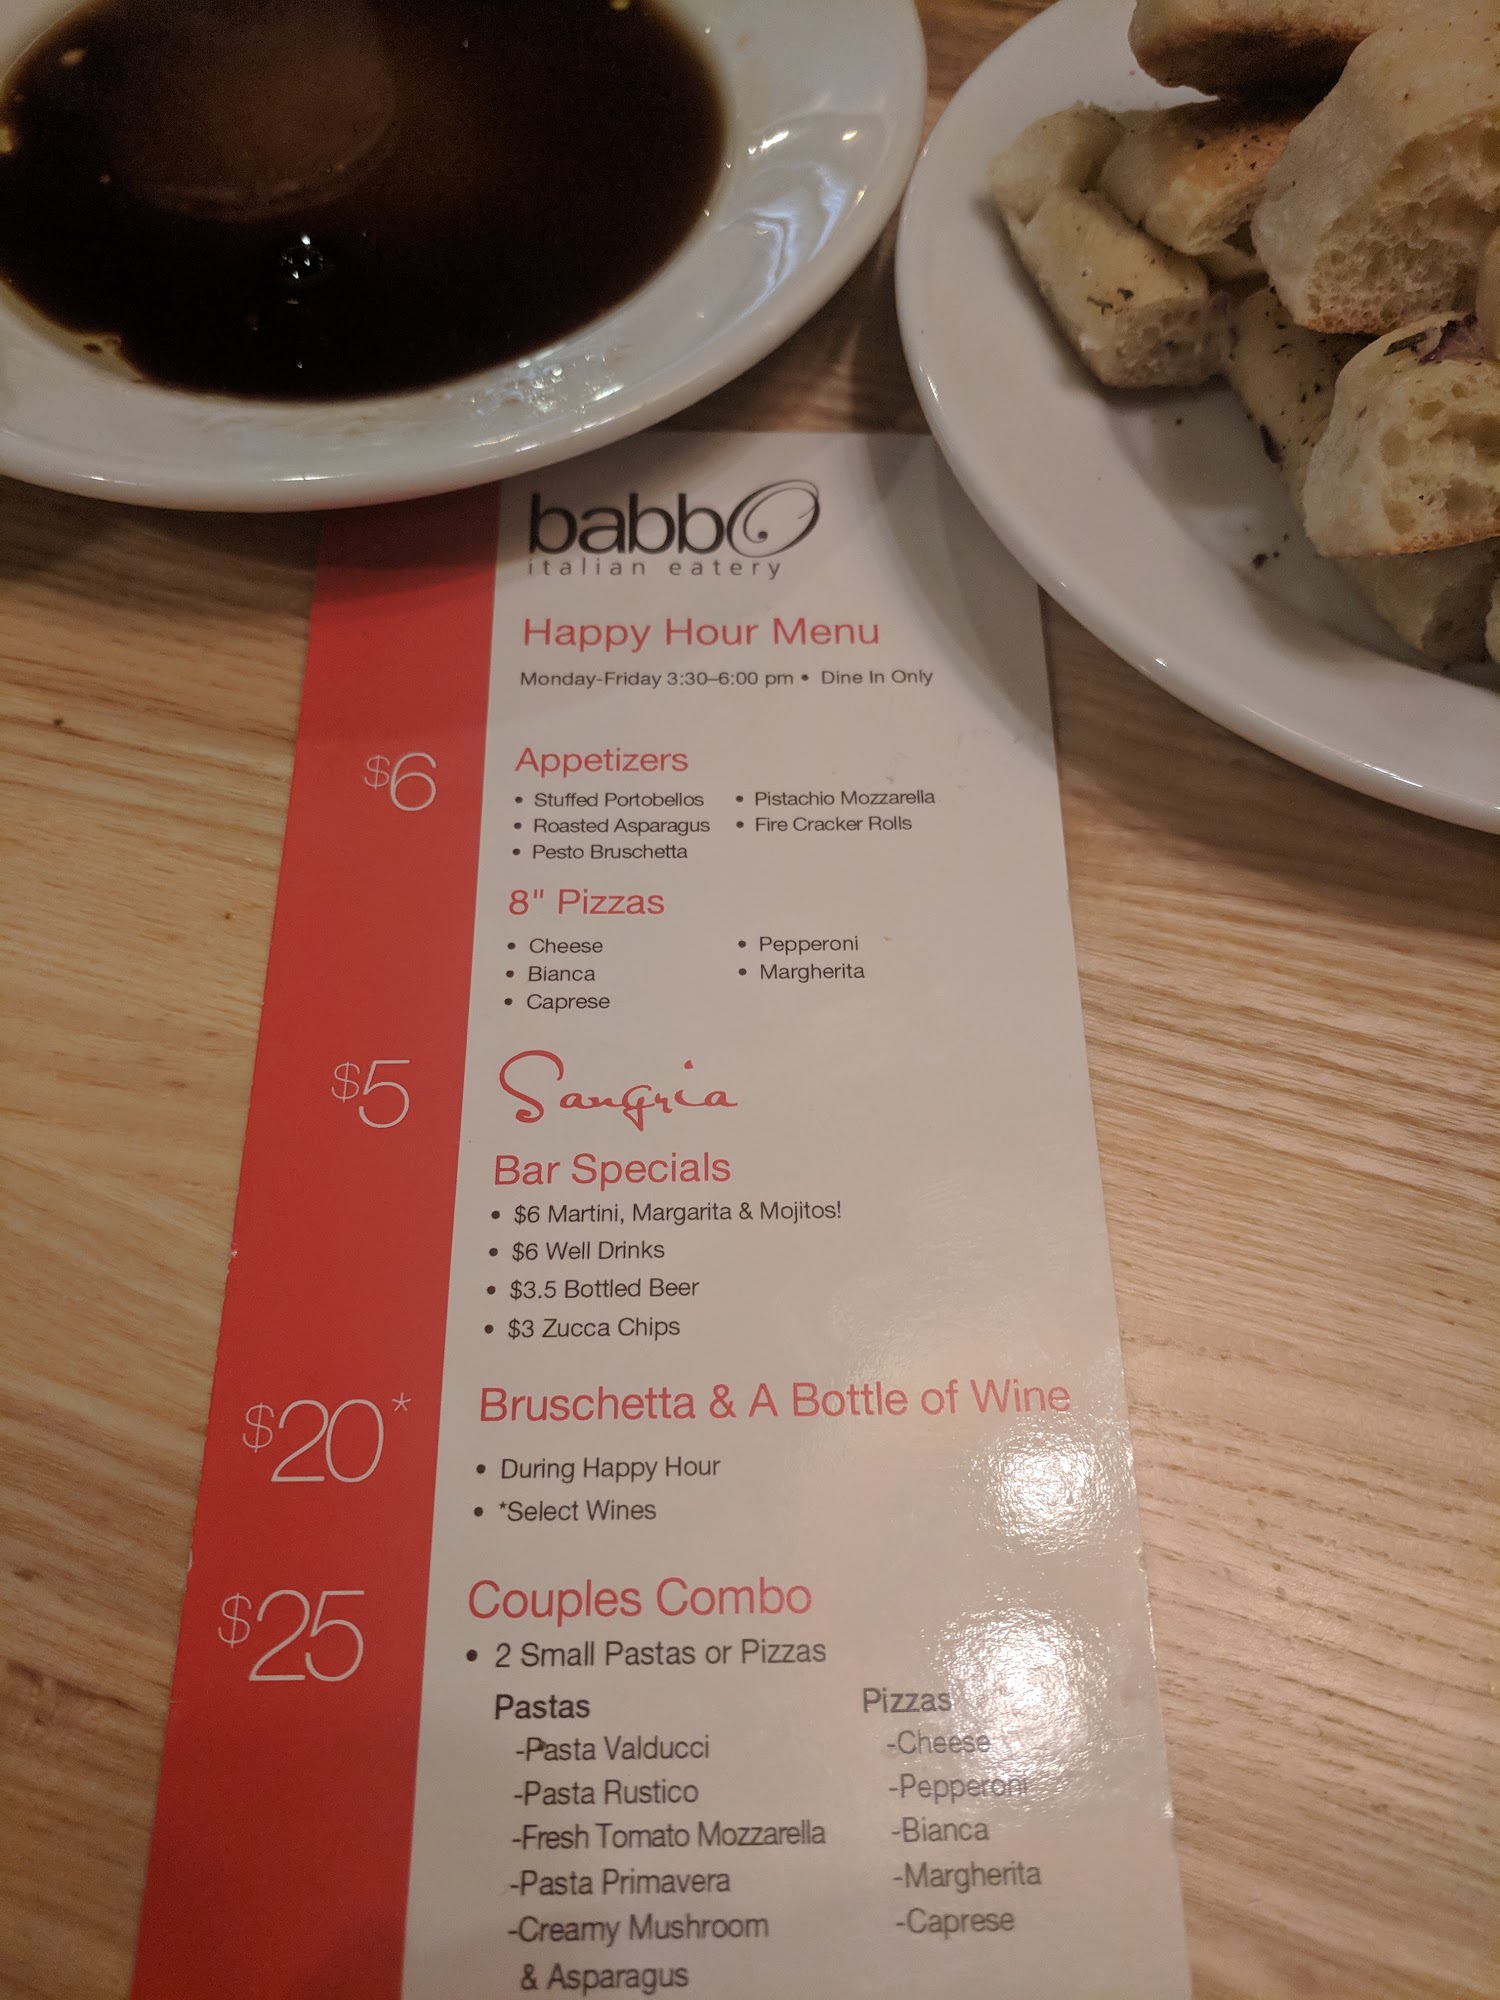 babbo
italian eatery
Happy Hour Menu
Monday-Friday 3:30–6:00 pm • Dine In Only
$6
Appetizers
• Stuffed Portobellos
• Roasted Asparagus
• Pesto Bruschetta
• Pistachio Mozzarella
• Fire Cracker Rolls
8" Pizzas
• Cheese
• Bianca
• Caprese
• Pepperoni
• Margherita
$5
Sangria
Bar Specials
• $6 Martini, Margarita & Mojitos!
• $6 Well Drinks
• $3.5 Bottled Beer
• $3 Zucca Chips
$20*
Bruschetta & A Bottle of Wine
• During Happy Hour
• *Select Wines
$25
Couples Combo
• 2 Small Pastas or Pizzas
Pastas
-Pasta Valducci
-Pasta Rustico
-Fresh Tomato Mozzarella
-Pasta Primavera
-Creamy Mushroom
& Asparagus
Pizzas
-Cheese
-Pepperoni
-Bianca
-Margherita
-Caprese